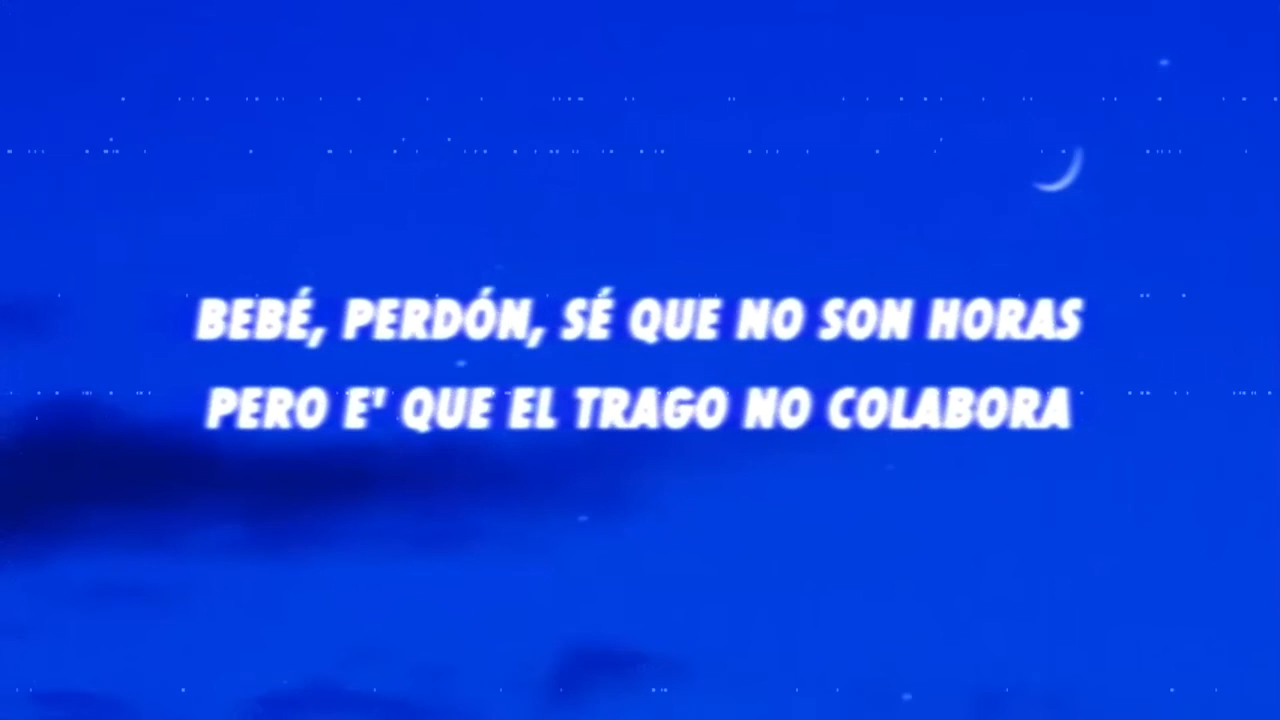 BEBÉ, PERDÓN, SÉ QUE NO SON HORAS
PERO E' QUE EL TRAGO NO COLABORA